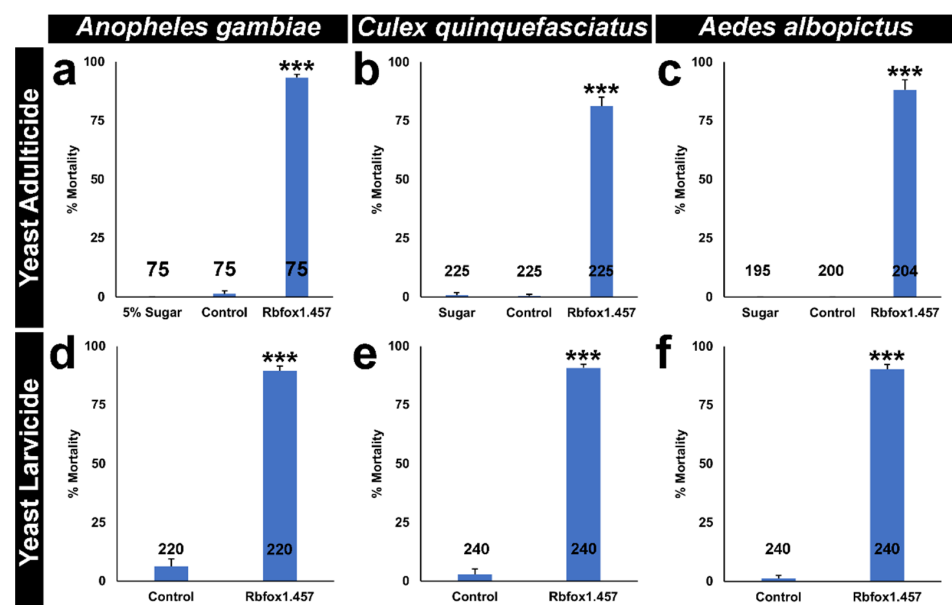 Anopheles gambiae
Culex quinquefasciatus
Aedes albopictus
Yeast Adulticide
a
% Mortality
100
75
50
25
0
***
75
75
75
5% Sugar
Control
Rbfox1.457
b
% Mortality
100
75
50
25
0
***
225
225
225
Sugar
Control
Rbfox1.457
c
% Mortality
100
75
50
25
0
***
195
200
204
Sugar
Control
Rbfox1.457
Yeast Larvicide
d
% Mortality
100
75
50
25
0
***
220
220
Control
Rbfox1.457
e
% Mortality
100
75
50
25
0
***
240
240
Control
Rbfox1.457
f
% Mortality
100
75
50
25
0
***
240
240
Control
Rbfox1.457